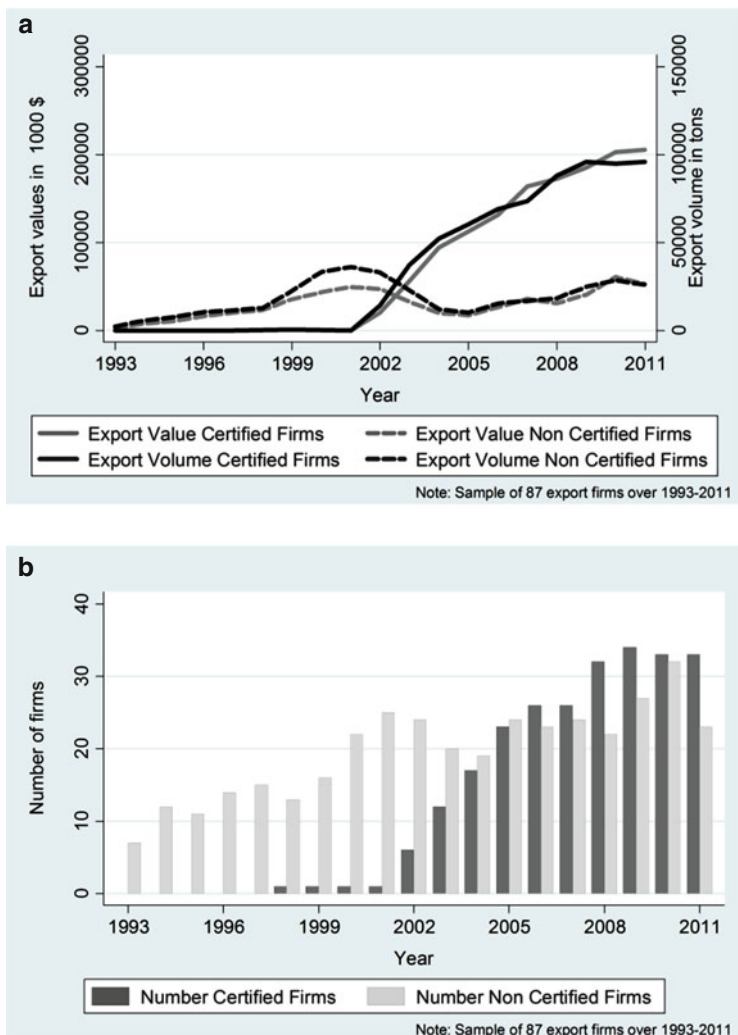 a
Export values in 1000 $
300000
200000
100000
0
Export volume in tons
150000
100000
50000
0
1993 1996 1999 2002 2005 2008 2011
Year
Export Value Certified Firms Export Value Non Certified Firms
Export Volume Certified Firms Export Volume Non Certified Firms
Note: Sample of 87 export firms over 1993-2011
b
Number of firms
40
30
20
10
0
1993 1996 1999 2002 2005 2008 2011
Year
Number Certified Firms Number Non Certified Firms
Note: Sample of 87 export firms over 1993-2011